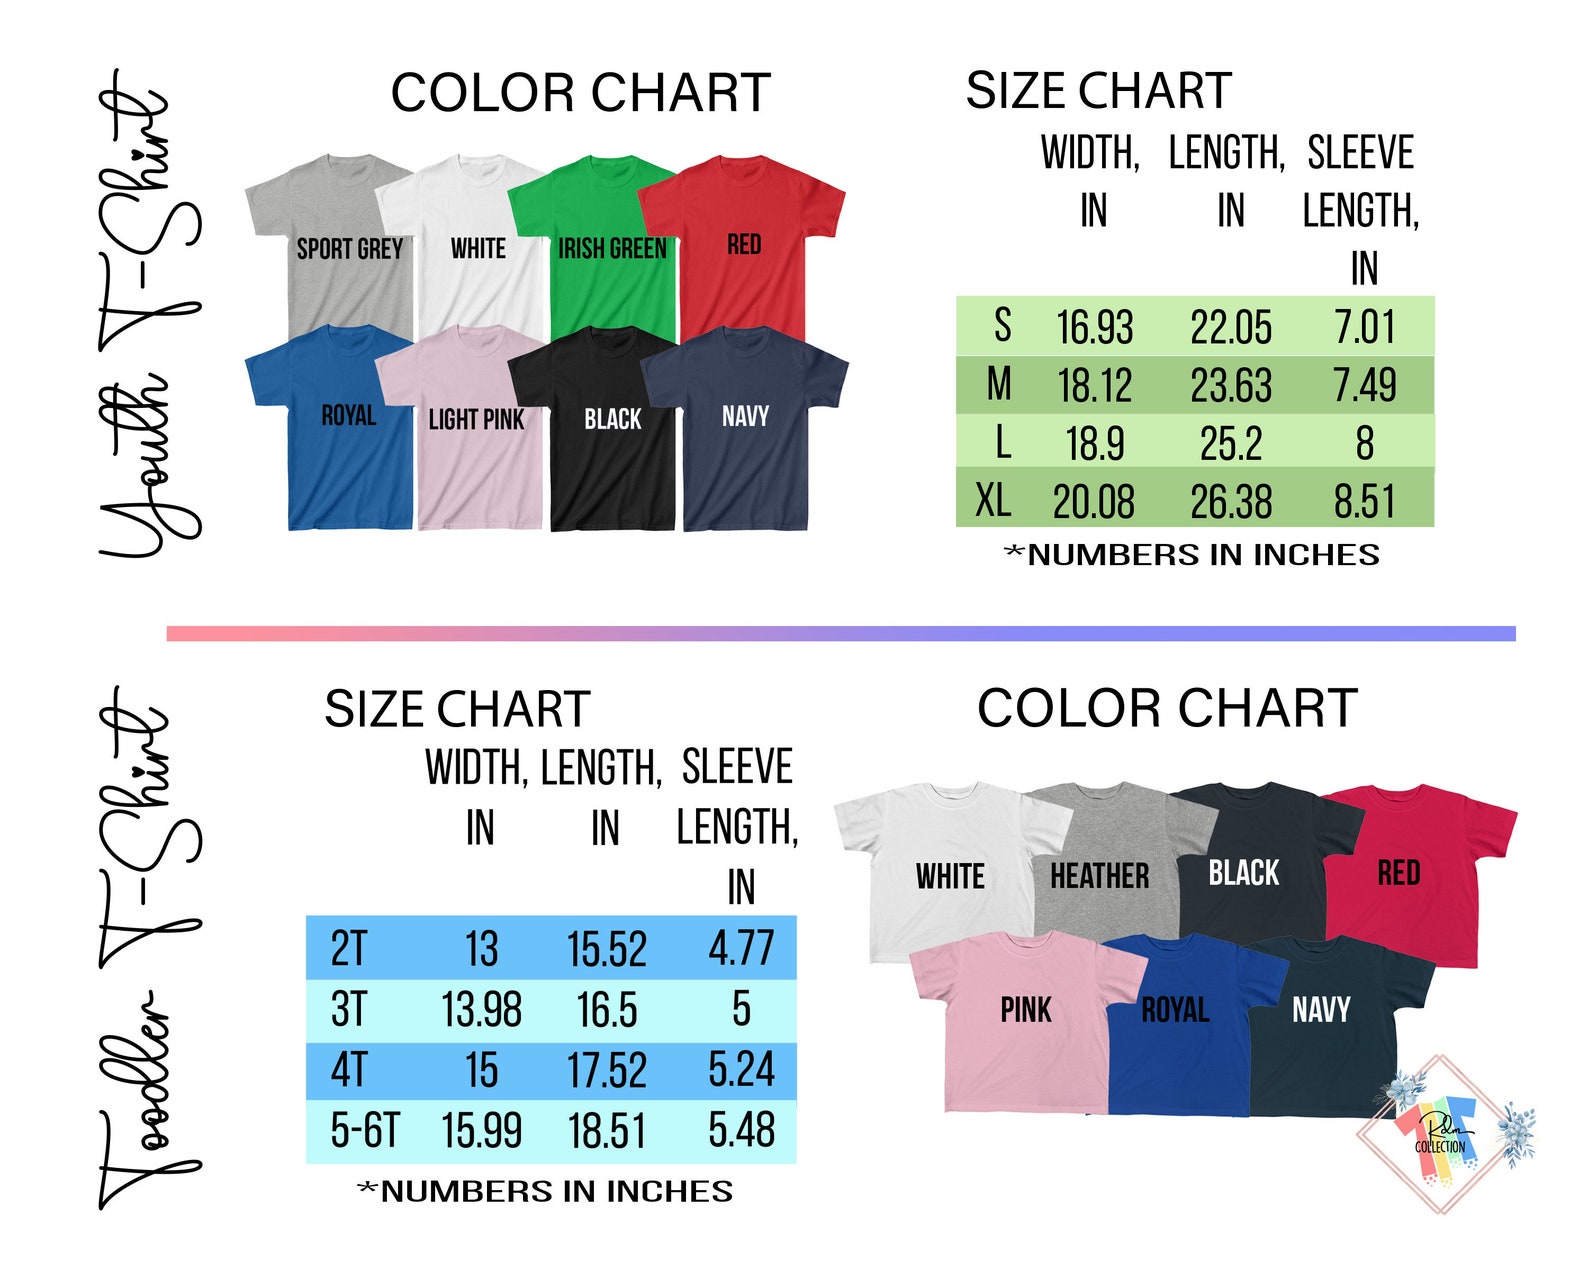 Youth T-Shirt
COLOR CHART
SPORT GREY
WHITE
IRISH GREEN
RED
ROYAL
LIGHT PINK
BLACK
NAVY
SIZE CHART
WIDTH, LENGTH, SLEEVE
IN IN LENGTH,
IN
S 16.93 22.05 7.01
M 18.12 23.63 7.49
L 18.9 25.2 8
XL 20.08 26.38 8.51
*NUMBERS IN INCHES
Toodler T-Shirt
SIZE CHART
WIDTH, LENGTH, SLEEVE
IN IN LENGTH,
IN
2T 13 15.52 4.77
3T 13.98 16.5 5
4T 15 17.52 5.24
5-6T 15.99 18.51 5.48
*NUMBERS IN INCHES
COLOR CHART
WHITE
HEATHER
BLACK
RED
PINK
ROYAL
NAVY
Rdm
COLLECTION